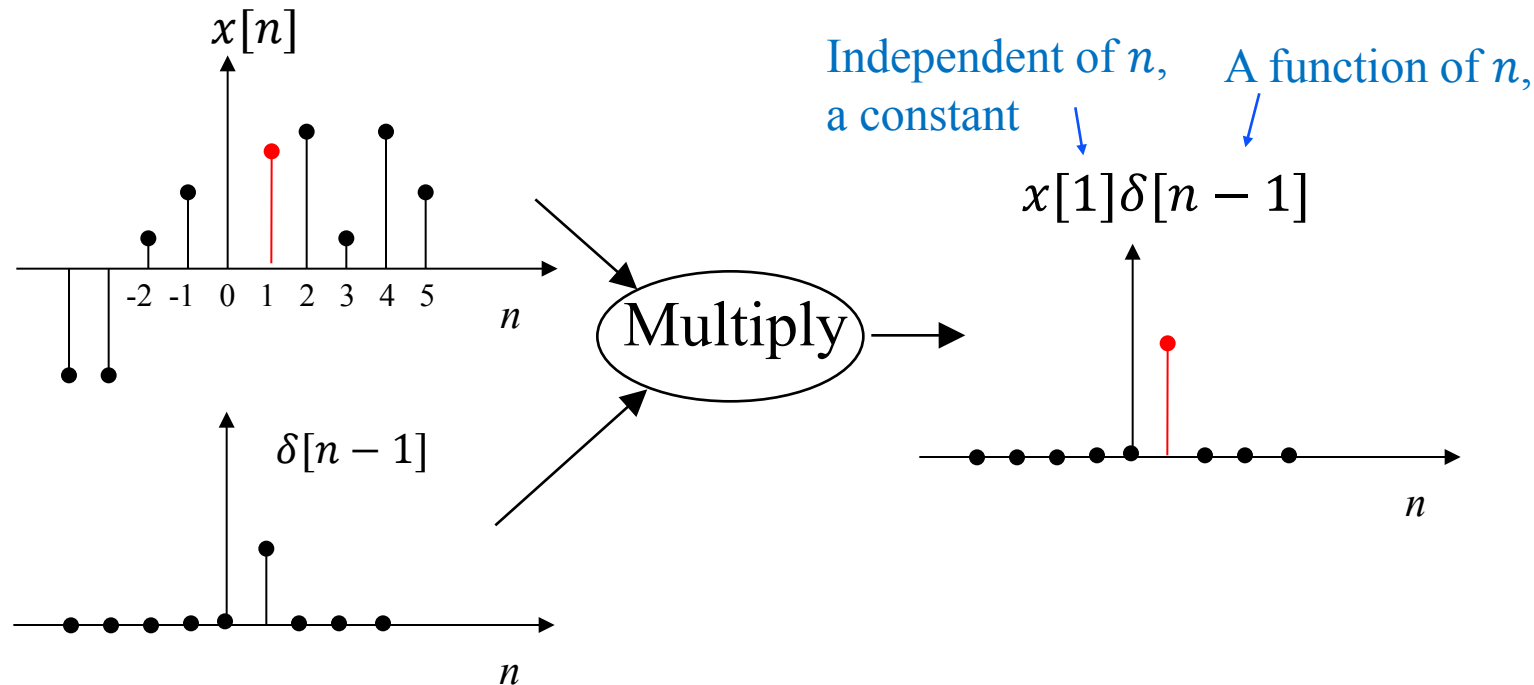 x[n]
-2 -1 0 1 2 3 4 5
n
δ[n − 1]
n
Multiply
Independent of n,
a constant
A function of n,
x[1]δ[n − 1]
n